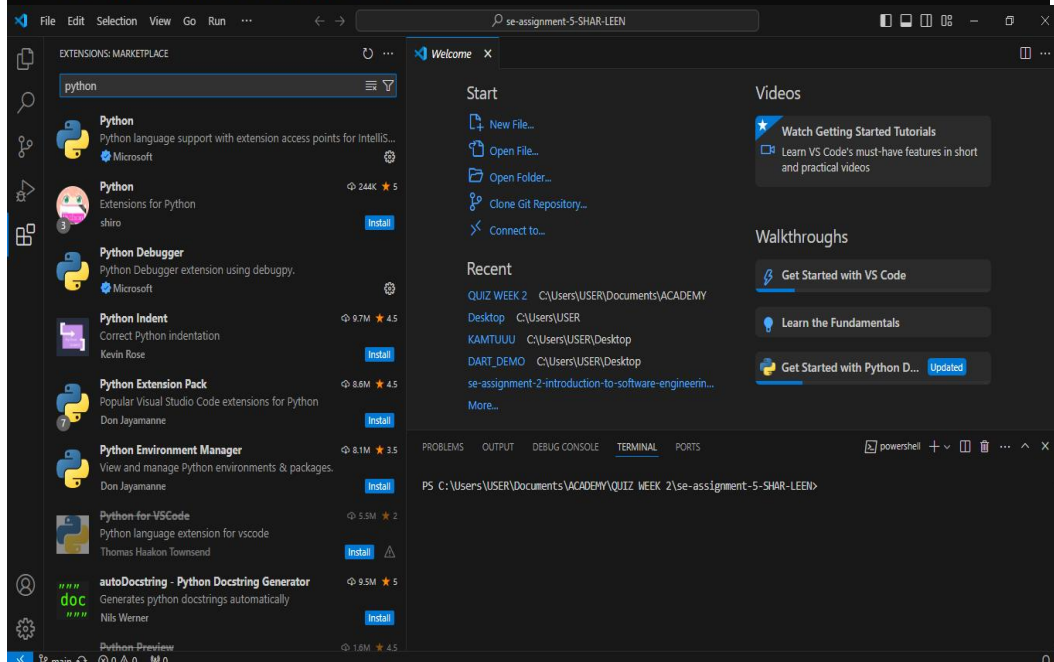 File Edit Selection View Go Run ···
se-assignment-5-SHAR-LEEN
EXTENSIONS: MARKETPLACE
python
Python
Python language support with extension access points for IntelliS...
Microsoft
Python 244K ★ 5
Extensions for Python
3
shiro Install
Python Debugger
Python Debugger extension using debugpy.
Microsoft
Python Indent 9.7M ★ 4.5
Correct Python indentation
Kevin Rose Install
Python Extension Pack 8.6M ★ 4.5
Popular Visual Studio Code extensions for Python
7
Don Jayamanne Install
Python Environment Manager 8.1M ★ 3.5
View and manage Python environments & packages.
Don Jayamanne Install
Python for VSCode 5.5M ★ 2
Python language extension for vscode
Thomas Haakon Townsend Install
""" doc """
autoDocstring - Python Docstring Generator 9.5M ★ 5
Generates python docstrings automatically
Nils Werner Install
Python Preview 1.6M ★ 4.5
Welcome
Start
New File...
Open File...
Open Folder...
Clone Git Repository...
Connect to...
Recent
QUIZ WEEK 2 C:\Users\USER\Documents\ACADEMY
Desktop C:\Users\USER
KAMTUUU C:\Users\USER\Desktop
DART_DEMO C:\Users\USER\Desktop
se-assignment-2-introduction-to-software-engineerin...
More...
Videos
Watch Getting Started Tutorials
Learn VS Code's must-have features in short
and practical videos
Walkthroughs
Get Started with VS Code
Learn the Fundamentals
Get Started with Python D... Updated
PROBLEMS OUTPUT DEBUG CONSOLE TERMINAL PORTS
powershell
PS C:\Users\USER\Documents\ACADEMY\QUIZ WEEK 2\se-assignment-5-SHAR-LEEN>
main 0 0 0